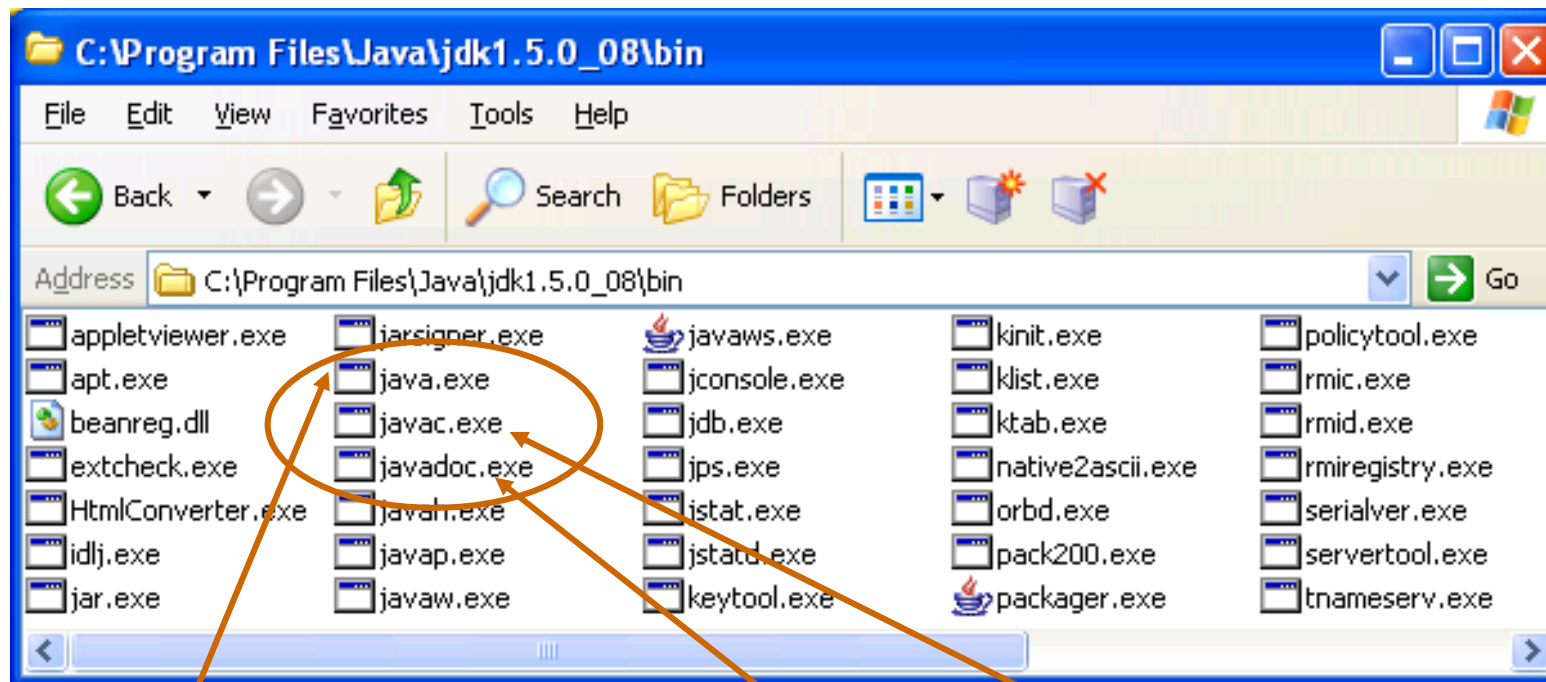 C:\Program Files\Java\jdk1.5.0_08\bin
File Edit View Favorites Tools Help
Back Search Folders
Address C:\Program Files\Java\jdk1.5.0_08\bin Go
appletviewer.exe jarsigner.exe javaws.exe kinit.exe policytool.exe
apt.exe java.exe jconsole.exe klist.exe rmic.exe
beanreg.dll javac.exe jdb.exe ktab.exe rmid.exe
extcheck.exe javadoc.exe jps.exe native2ascii.exe rmiregistry.exe
HtmlConverter.exe javah.exe jstat.exe orbd.exe serialver.exe
idlj.exe javap.exe jstatd.exe pack200.exe servertool.exe
jar.exe javaw.exe keytool.exe packager.exe tnameserv.exe